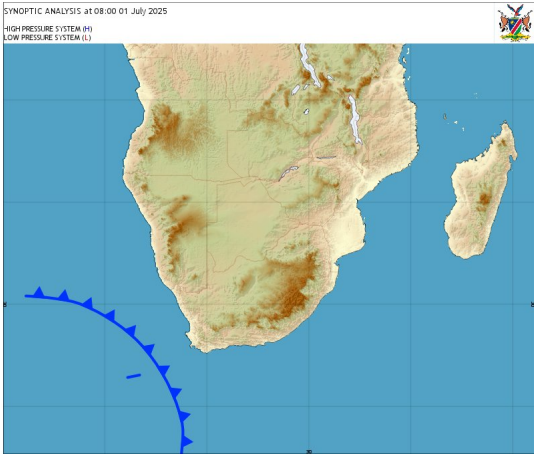 SYNOPTIC ANALYSIS at 08:00 01 July 2025
HIGH PRESSURE SYSTEM (H)
LOW PRESSURE SYSTEM (L)